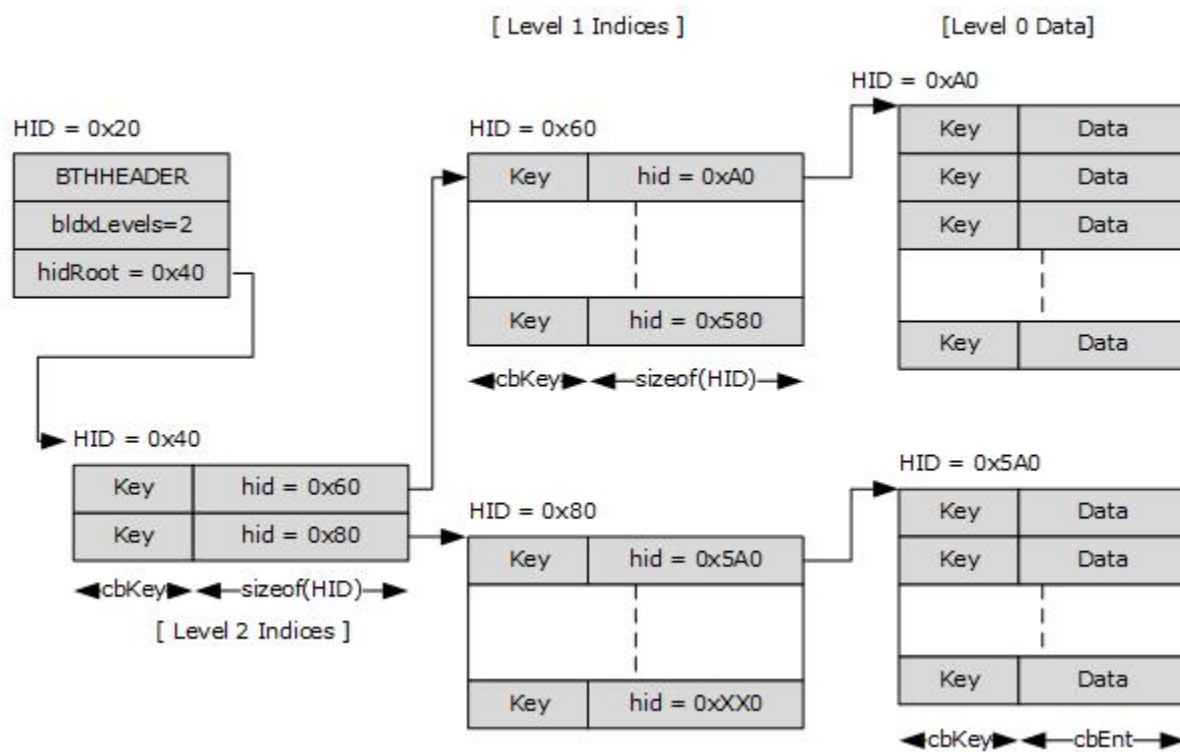 [ Level 1 Indices ]
[Level 0 Data]
HID = 0x20
BTHHEADER
bIdxLevels=2
hidRoot = 0x40
HID = 0x40
Key hid = 0x60
Key hid = 0x80
cbKey sizeof(HID)
[ Level 2 Indices ]
HID = 0x60
Key hid = 0xA0
Key hid = 0x580
cbKey sizeof(HID)
HID = 0x80
Key hid = 0x5A0
Key hid = 0xXX0
HID = 0xA0
Key Data
Key Data
Key Data
Key Data
HID = 0x5A0
Key Data
Key Data
Key Data
cbKey cbEnt